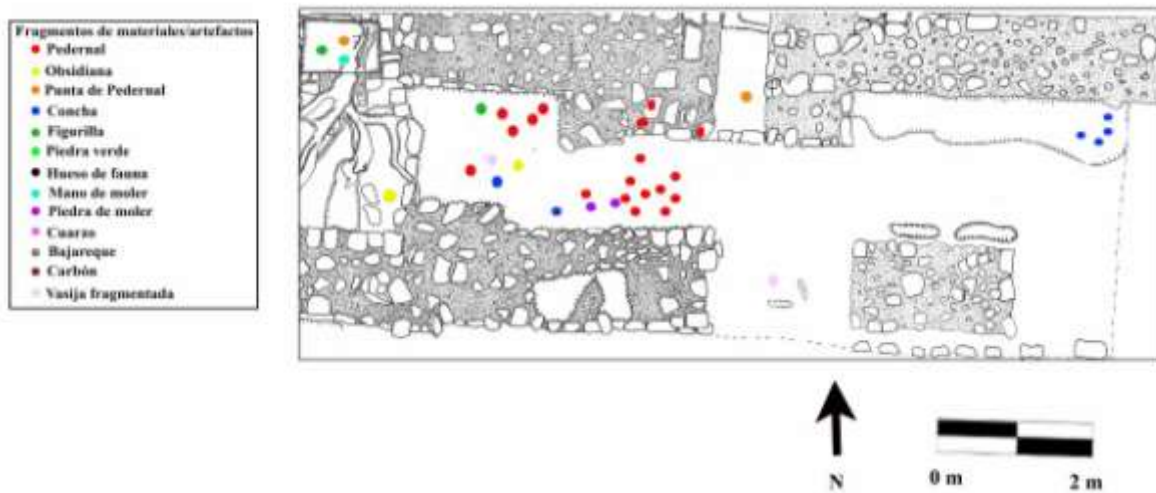 Fragmentos de materiales/artefactos
Pedernal
Obsidiana
Punta de Pedernal
Concha
Figurilla
Piedra verde
Hueso de fauna
Mano de moler
Piedra de moler
Cuarzo
Bajareque
Carbón
Vasija fragmentada
?
N
0 m 2 m